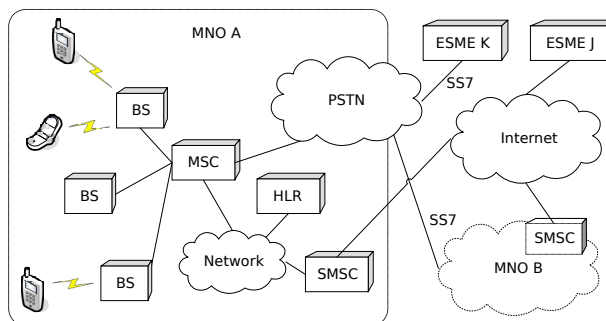 MNO A
ESME K
ESME J
SS7
PSTN
BS
Internet
MSC
BS
HLR
SS7
SMSC
Network
SMSC
MNO B
BS